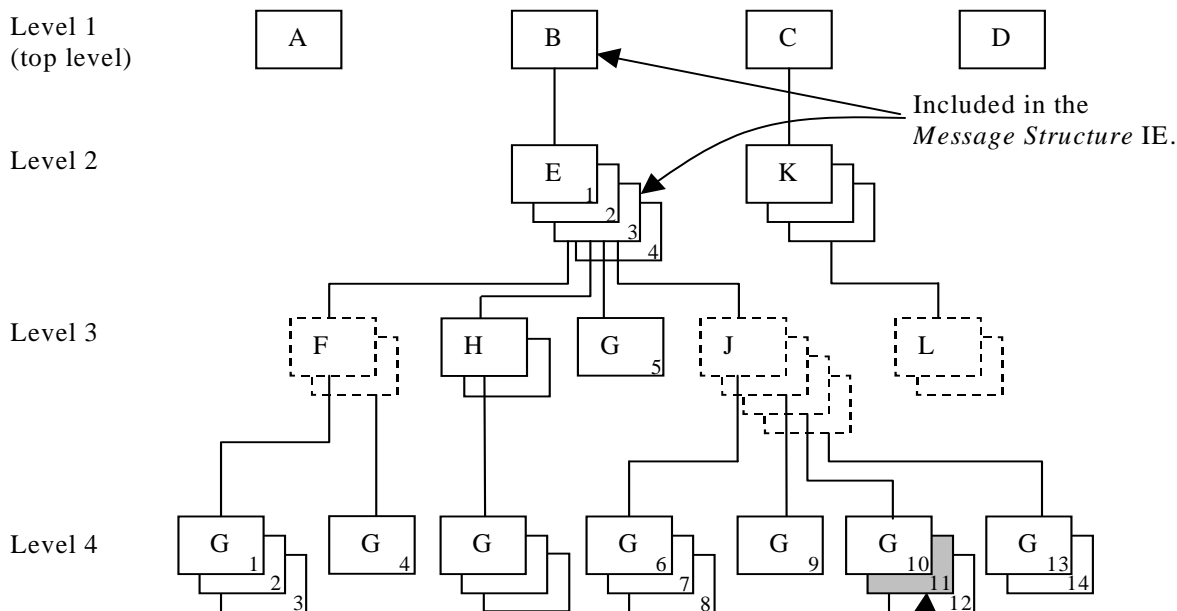 Level 1
(top level)
A
B
C
D
Included in the
Message Structure IE.
Level 2
E
1
2
3
4
K
Level 3
F
H
G
5
J
L
Level 4
G
1
2
3
G
4
G
G
6
7
8
G
9
G
10
11
12
G
13
14